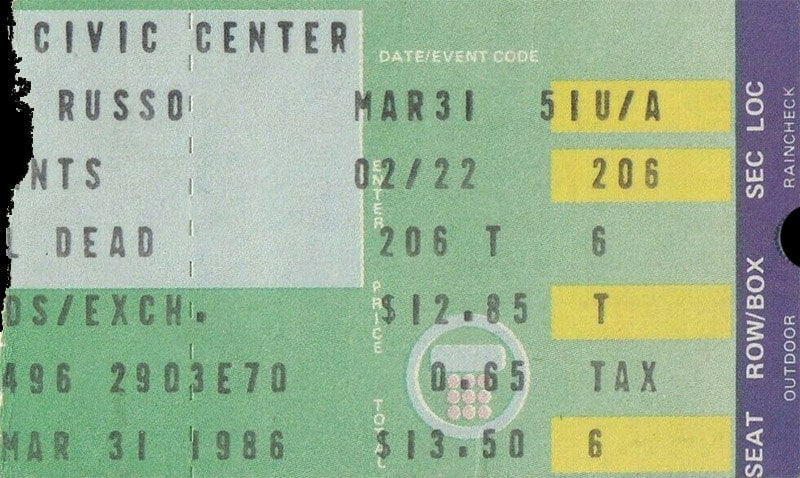 CIVIC CENTER
DATE/EVENT CODE
RUSSO MAR31 51U/A
NTS 02/22 206
DEAD 206 T 6
DS/EXCH. $12.85 T
496 2903E70 0.65 TAX
MAR 31 1986 $13.50 6
ENTER PRICE TOTAL
SEAT ROW/BOX SEC LOC
OUTDOOR RAINCHECK